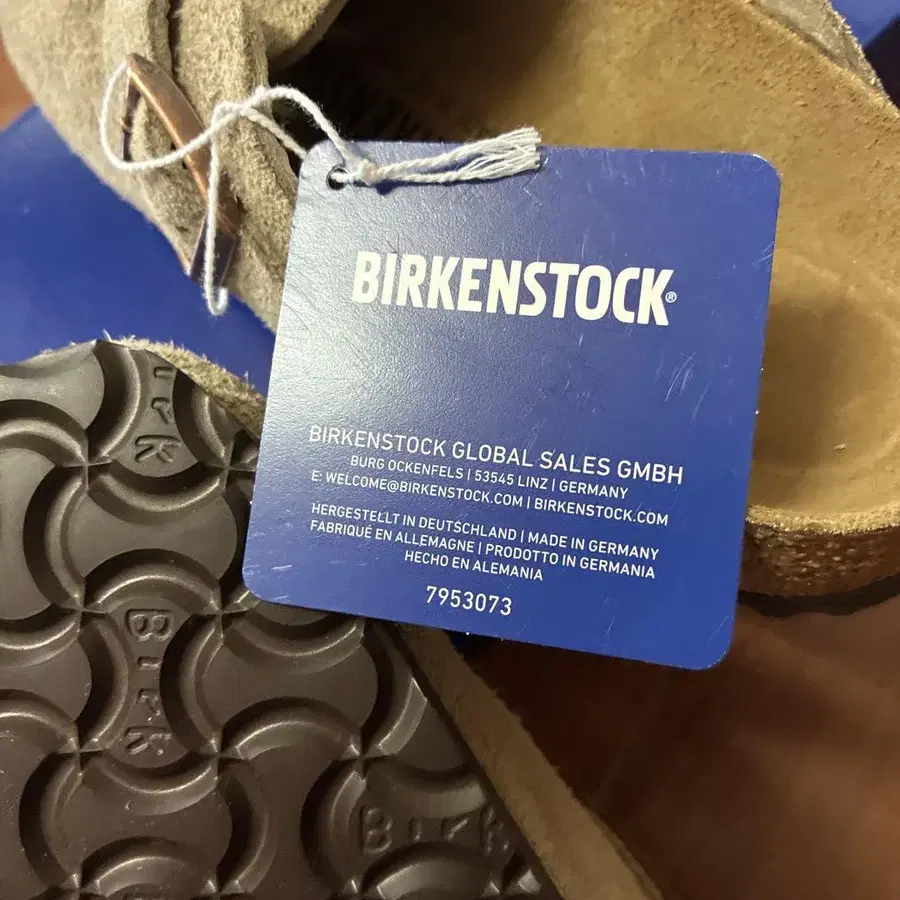 BIRKENSTOCK®
BIRKENSTOCK GLOBAL SALES GMBH
BURG OCKENFELS | 53545 LINZ | GERMANY
E: WELCOME@BIRKENSTOCK.COM | BIRKENSTOCK.COM
HERGESTELLT IN DEUTSCHLAND | MADE IN GERMANY
FABRIQUÉ EN ALLEMAGNE | PRODOTTO IN GERMANIA
HECHO EN ALEMANIA
7953073
BIRK
BIRK